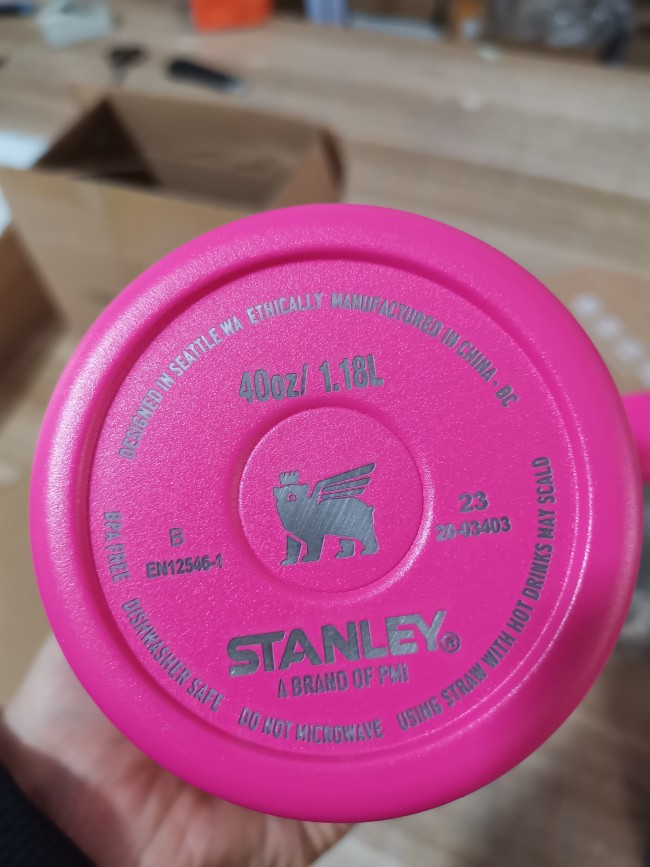 DESIGNED IN SEATTLE WA ETHICALLY MANUFACTURED IN CHINA · BC
40oz/ 1.18L
B
EN12546-1
23
20-03403
STANLEY®
A BRAND OF PMI
BPA FREE DISHWASHER SAFE DO NOT MICROWAVE USING STRAW WITH HOT DRINKS MAY SCALD